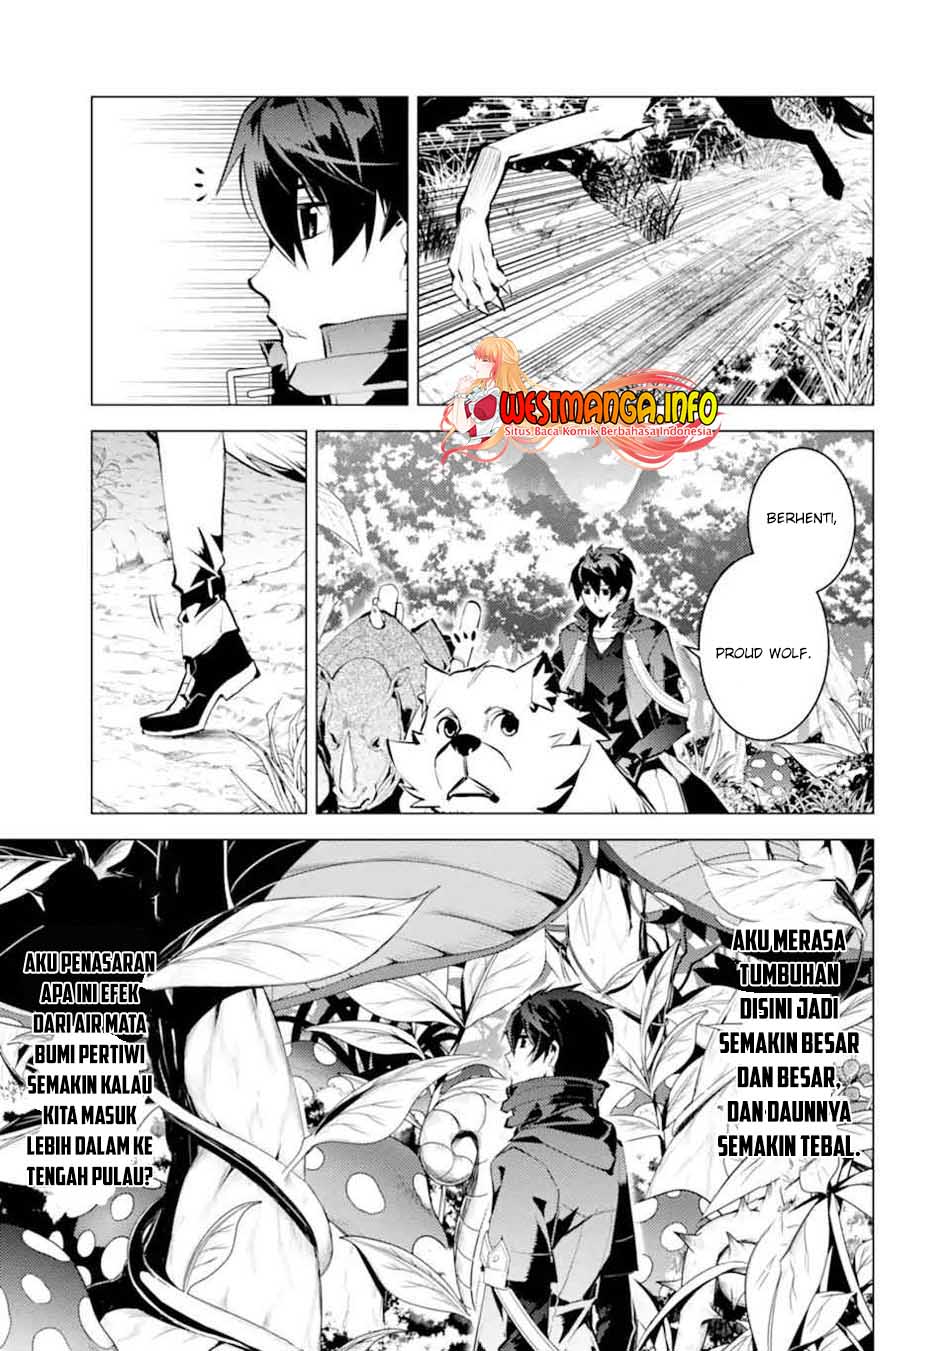 WESTMANGA.INFO
Situs Baca Komik Berbahasa Indonesia
BERHENTI,
PROUD WOLF.
AKU MERASA
TUMBUHAN
DISINI JADI
SEMAKIN BESAR
DAN BESAR,
DAN DAUNNYA
SEMAKIN TEBAL.
AKU PENASARAN
APA INI EFEK
DARI AIR MATA
BUMI PERTIWI
SEMAKIN KALAU
KITA MASUK
LEBIH DALAM KE
TENGAH PULAU?